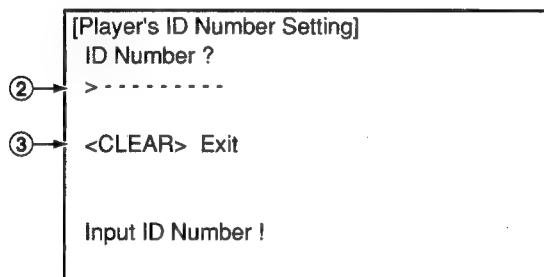 [Player's ID Number Setting]
ID Number ?
② >---------
③ <CLEAR> Exit
Input ID Number !